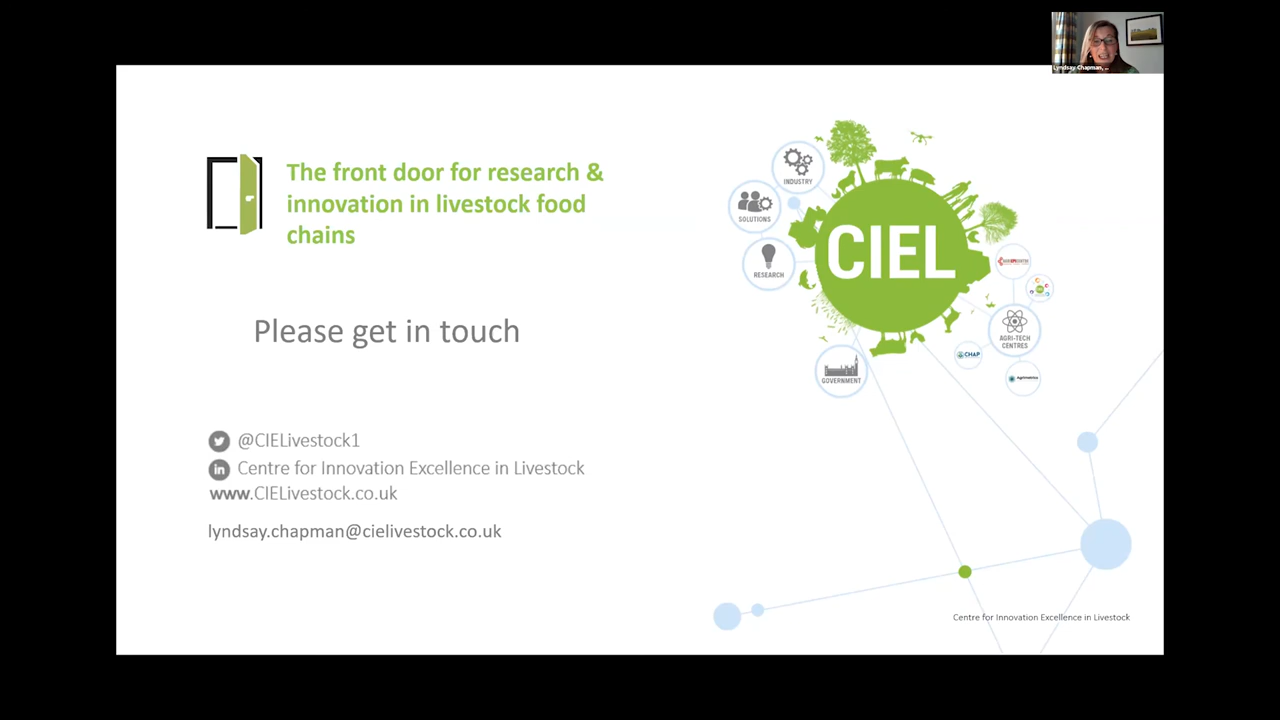 Lyndsay Chapman, ...
The front door for research &
innovation in livestock food
chains
Please get in touch
@CIELivestock1
in
Centre for Innovation Excellence in Livestock
www.CIELivestock.co.uk
lyndsay.chapman@cielivestock.co.uk
INDUSTRY
SOLUTIONS
RESEARCH
CIEL
AGRI-TECH
CENTRES
CHAP
Agrimetrics
GOVERNMENT
Centre for Innovation Excellence in Livestock